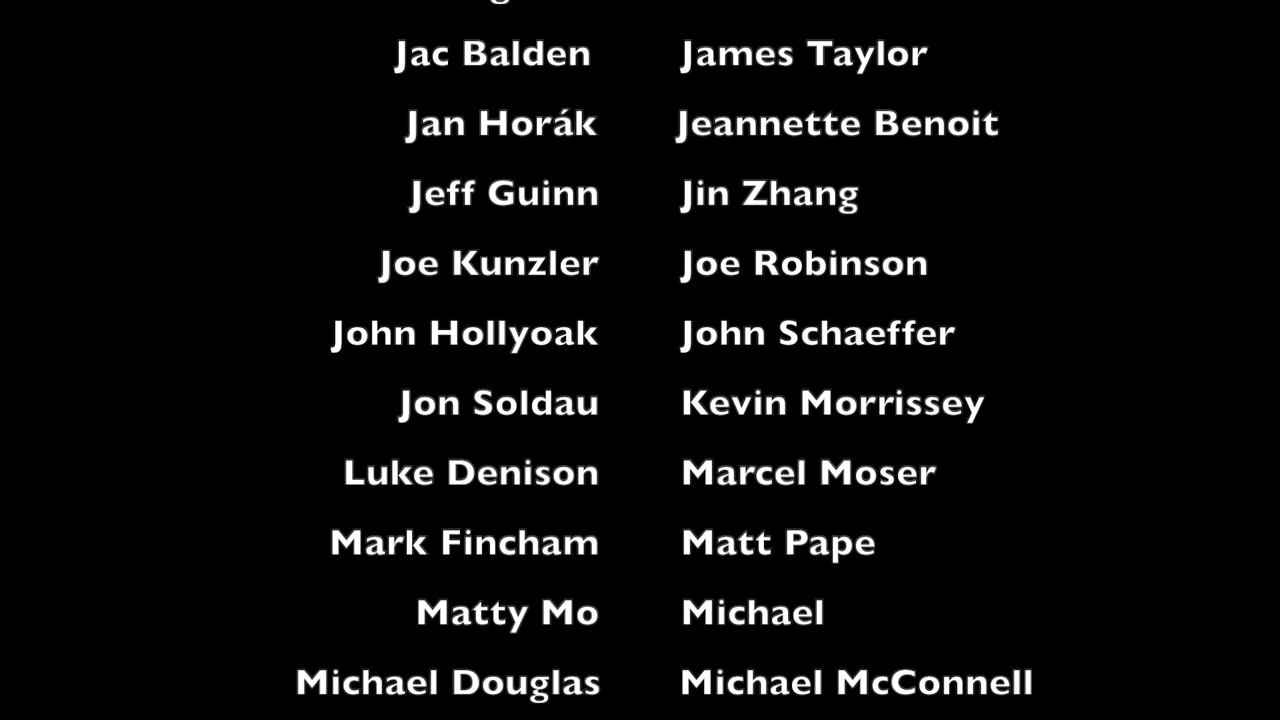 Jac Balden James Taylor
Jan Horák Jeannette Benoit
Jeff Guinn Jin Zhang
Joe Kunzler Joe Robinson
John Hollyoak John Schaeffer
Jon Soldau Kevin Morrissey
Luke Denison Marcel Moser
Mark Fincham Matt Pape
Matty Mo Michael
Michael Douglas Michael McConnell